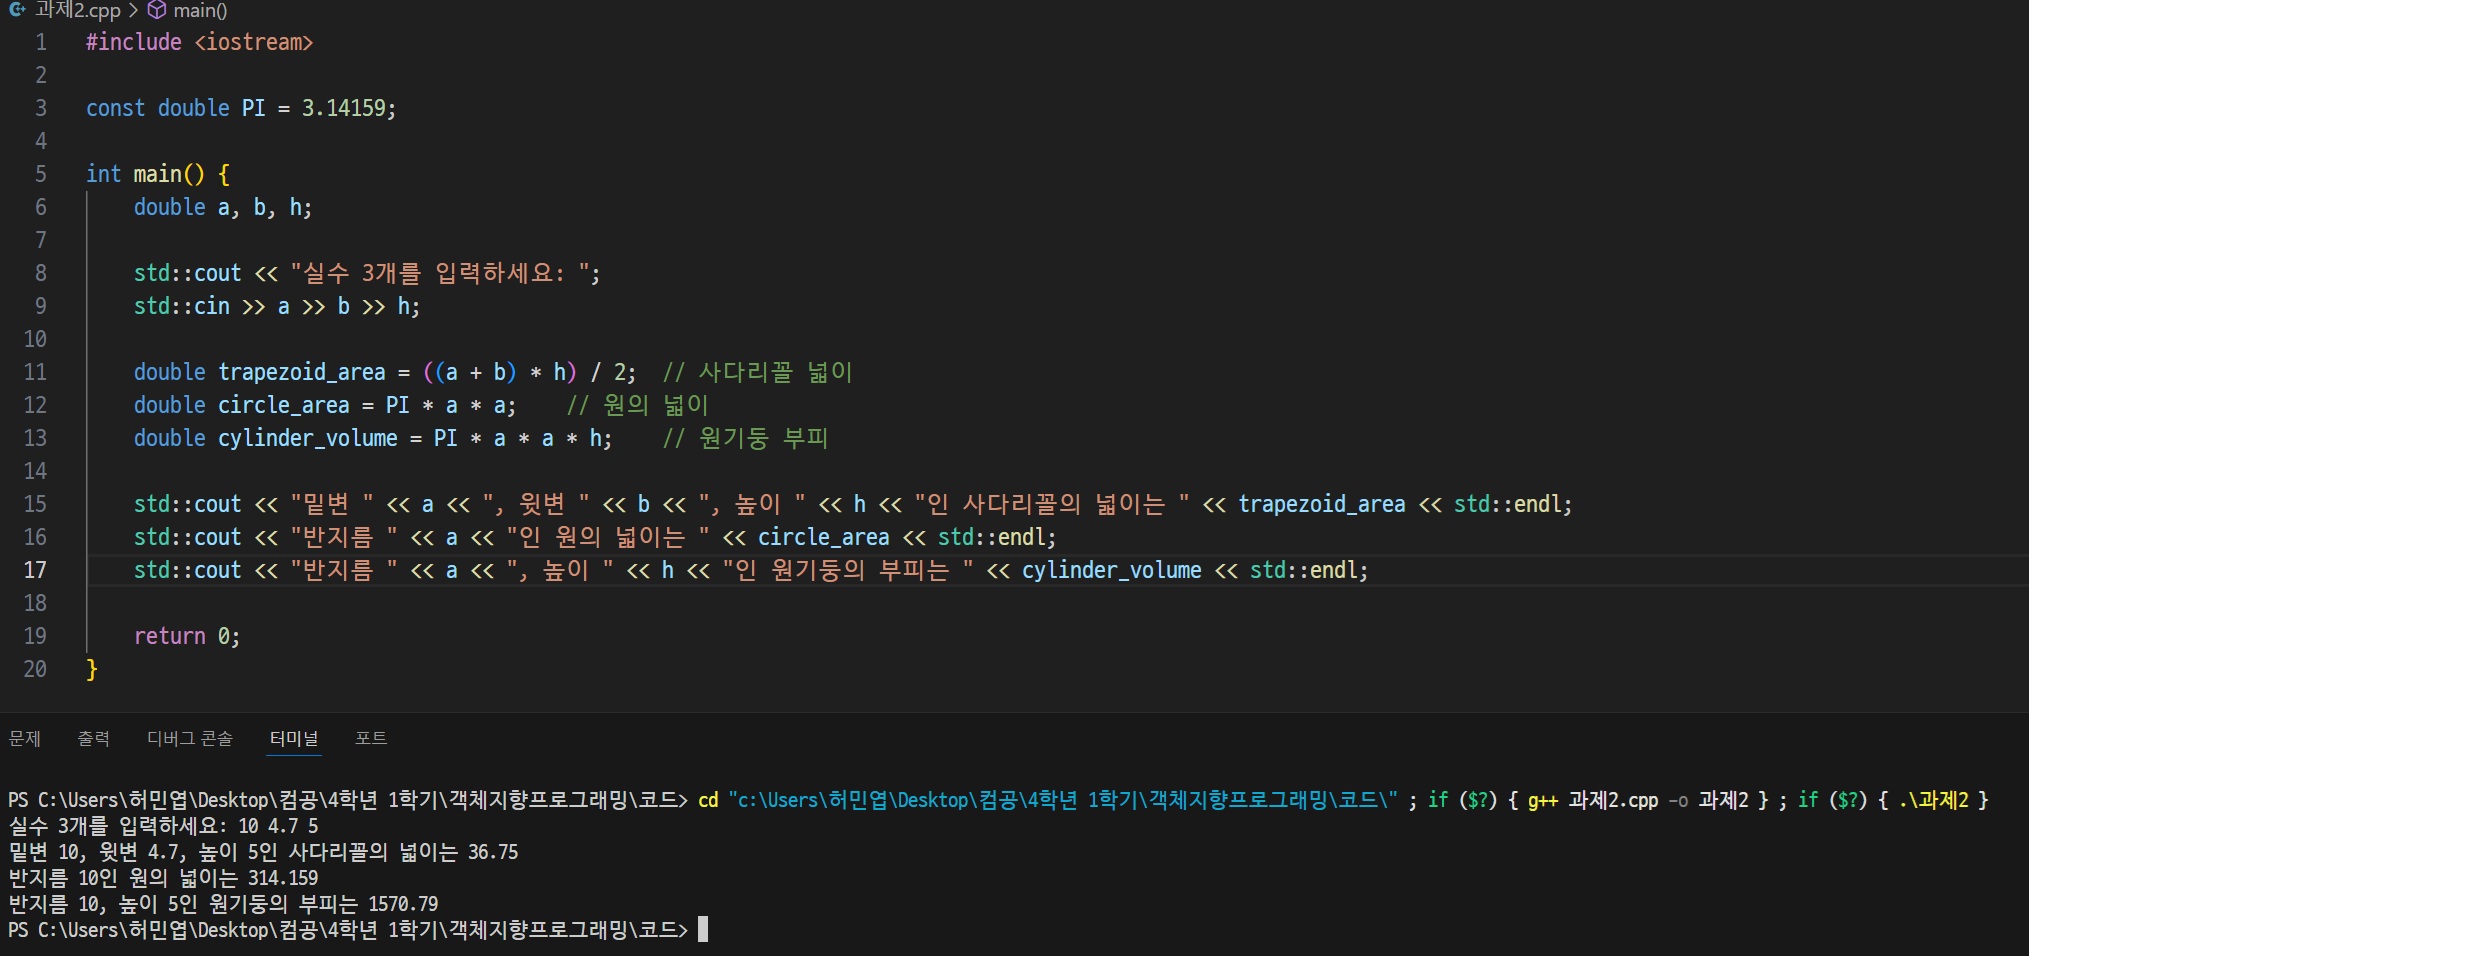 과제2.cpp > main()
1 #include <iostream>
2
3 const double PI = 3.14159;
4
5 int main() {
6 double a, b, h;
7
8 std::cout << "실수 3개를 입력하세요: ";
9 std::cin >> a >> b >> h;
10
11 double trapezoid_area = ((a + b) * h) / 2; // 사다리꼴 넓이
12 double circle_area = PI * a * a; // 원의 넓이
13 double cylinder_volume = PI * a * a * h; // 원기둥 부피
14
15 std::cout << "밑변 " << a << ", 윗변 " << b << ", 높이 " << h << "인 사다리꼴의 넓이는 " << trapezoid_area << std::endl;
16 std::cout << "반지름 " << a << "인 원의 넓이는 " << circle_area << std::endl;
17 std::cout << "반지름 " << a << ", 높이 " << h << "인 원기둥의 부피는 " << cylinder_volume << std::endl;
18
19 return 0;
20 }
문제 출력 디버그 콘솔 터미널 포트
PS C:\Users\허민엽\Desktop\컴공\4학년 1학기\객체지향프로그래밍\코드> cd "c:\Users\허민엽\Desktop\컴공\4학년 1학기\객체지향프로그래밍\코드\" ; if ($?) { g++ 과제2.cpp -o 과제2 } ; if ($?) { .\과제2 }
실수 3개를 입력하세요: 10 4.7 5
밑변 10, 윗변 4.7, 높이 5인 사다리꼴의 넓이는 36.75
반지름 10인 원의 넓이는 314.159
반지름 10, 높이 5인 원기둥의 부피는 1570.79
PS C:\Users\허민엽\Desktop\컴공\4학년 1학기\객체지향프로그래밍\코드>